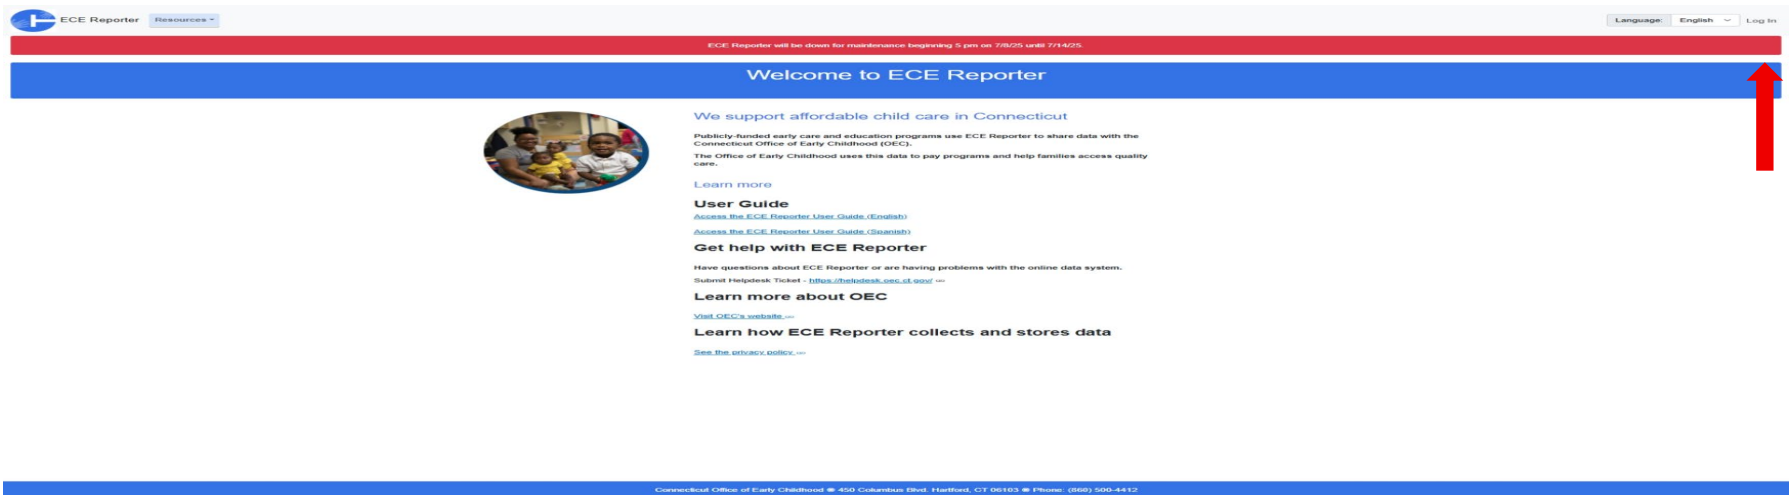 ECE Reporter Resources
Language: English Log In
ECE Reporter will be down for maintenance beginning 5 pm on 7/8/25 until 7/14/25.
Welcome to ECE Reporter
We support affordable child care in Connecticut
Publicly-funded early care and education programs use ECE Reporter to share data with the
Connecticut Office of Early Childhood (OEC).
The Office of Early Childhood uses this data to pay programs and help families access quality
care.
Learn more
User Guide
Access the ECE Reporter User Guide (English)
Access the ECE Reporter User Guide (Spanish)
Get help with ECE Reporter
Have questions about ECE Reporter or are having problems with the online data system.
Submit Helpdesk Ticket - https://helpdesk.oec.ct.gov/
Learn more about OEC
Visit OEC's website
Learn how ECE Reporter collects and stores data
See the privacy policy
Connecticut Office of Early Childhood 450 Columbus Blvd. Hartford, CT 06103 Phone: (860) 500-4412